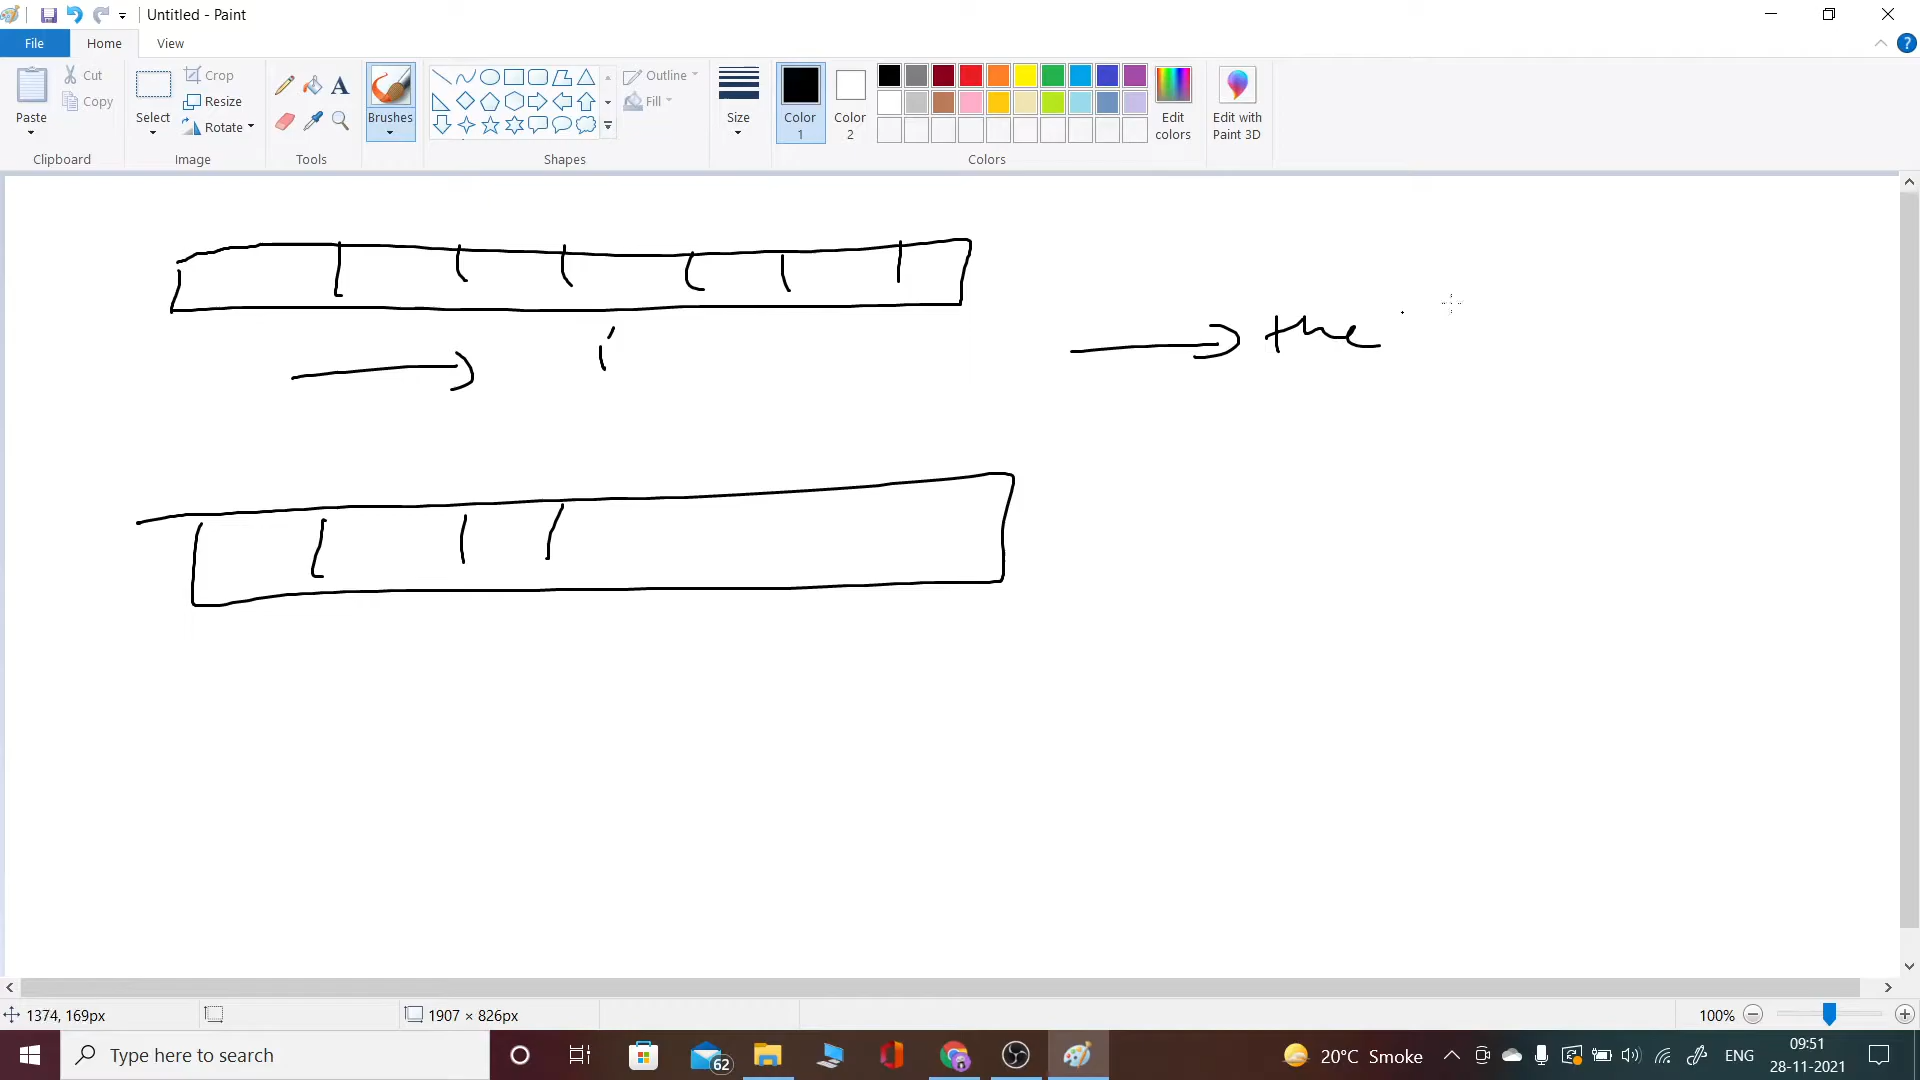 Untitled - Paint
File Home View
Paste Cut Copy Clipboard
Select Crop Resize Rotate Image
Tools
Brushes
Outline Fill Shapes
Size
Color 1 Color 2
Edit colors Colors
Edit with Paint 3D
i
the
1374, 169px 1907 × 826px 100%
Type here to search 62 20°C Smoke ENG 09:51
28-11-2021